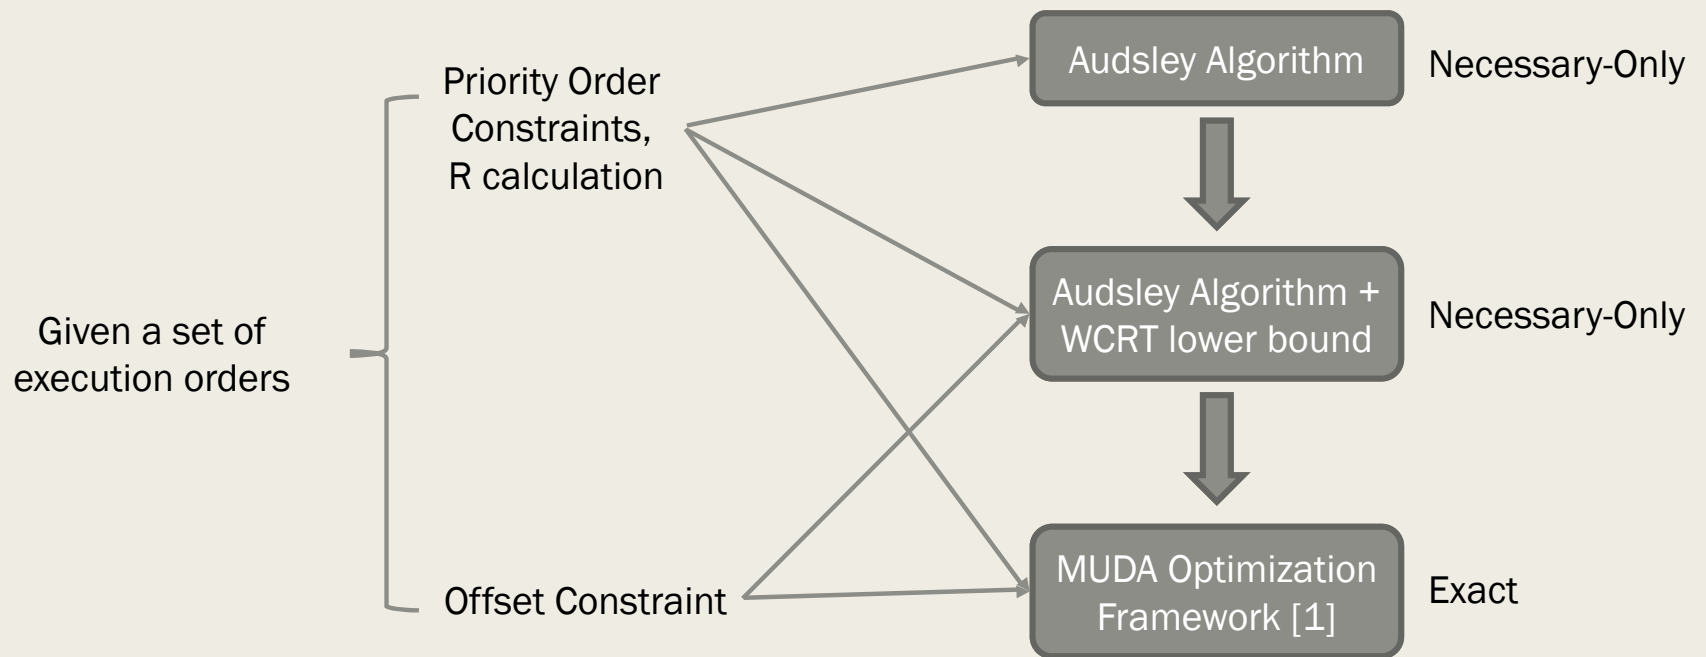 Given a set of
execution orders
Priority Order
Constraints,
R calculation
Offset Constraint
Audsley Algorithm
Necessary-Only
Audsley Algorithm +
WCRT lower bound
Necessary-Only
MUDA Optimization
Framework [1]
Exact